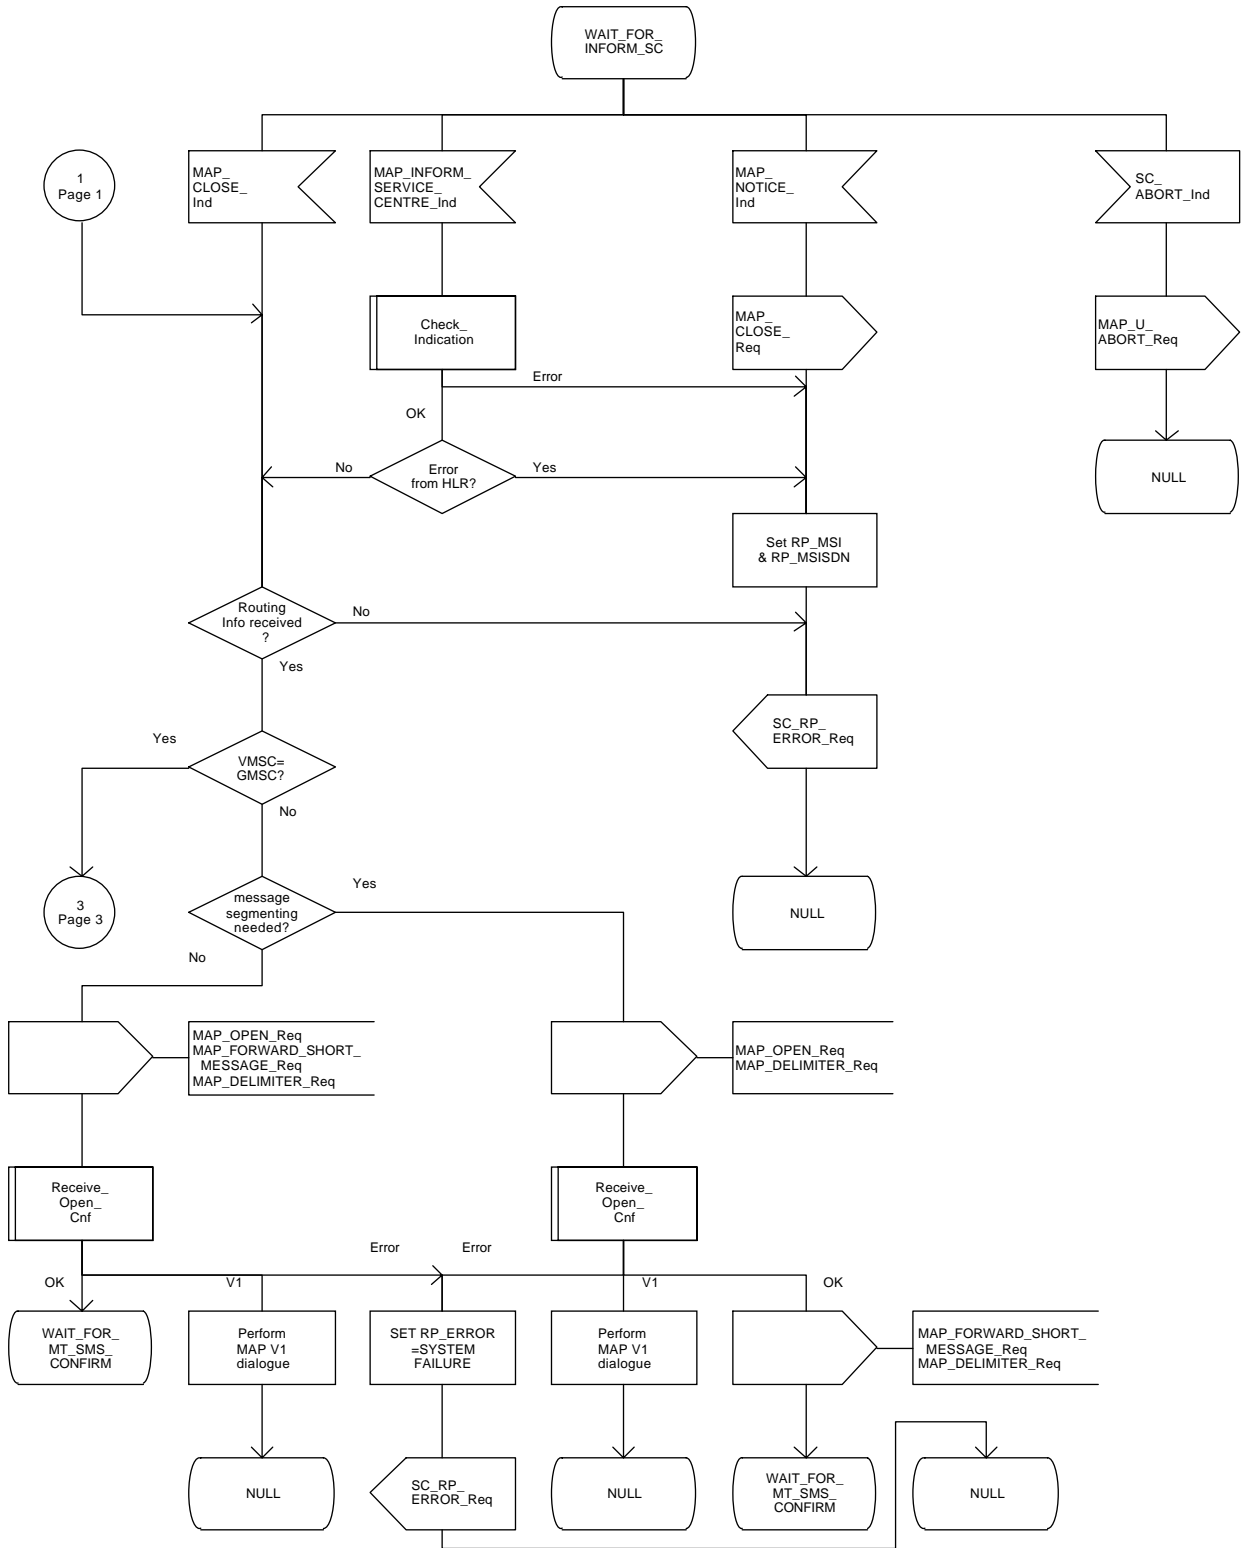 WAIT_FOR_
INFORM_SC
1
Page 1
MAP_
CLOSE_
Ind
MAP_INFORM_
SERVICE_
CENTRE_Ind
MAP_
NOTICE_
Ind
SC_
ABORT_Ind
Check_
Indication
MAP_
CLOSE_
Req
MAP_U_
ABORT_Req
Error
OK
No
Error
from HLR?
Yes
NULL
Set RP_MSI
& RP_MSISDN
Routing
Info received
?
No
Yes
SC_RP_
ERROR_Req
Yes
VMSC=
GMSC?
No
3
Page 3
message
segmenting
needed?
Yes
NULL
No
MAP_OPEN_Req
MAP_FORWARD_SHORT_
MESSAGE_Req
MAP_DELIMITER_Req
MAP_OPEN_Req
MAP_DELIMITER_Req
Receive_
Open_
Cnf
Receive_
Open_
Cnf
Error
Error
OK
V1
V1
OK
WAIT_FOR_
MT_SMS_
CONFIRM
Perform
MAP V1
dialogue
SET RP_ERROR
=SYSTEM
FAILURE
Perform
MAP V1
dialogue
MAP_FORWARD_SHORT_
MESSAGE_Req
MAP_DELIMITER_Req
NULL
SC_RP_
ERROR_Req
NULL
WAIT_FOR_
MT_SMS_
CONFIRM
NULL